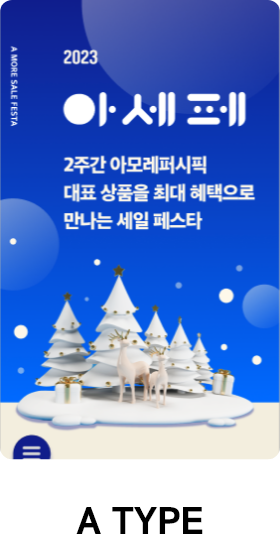 A MORE SALE FESTA
2023
아세페
2주간 아모레퍼시픽
대표 상품을 최대 혜택으로
만나는 세일 페스타
A TYPE